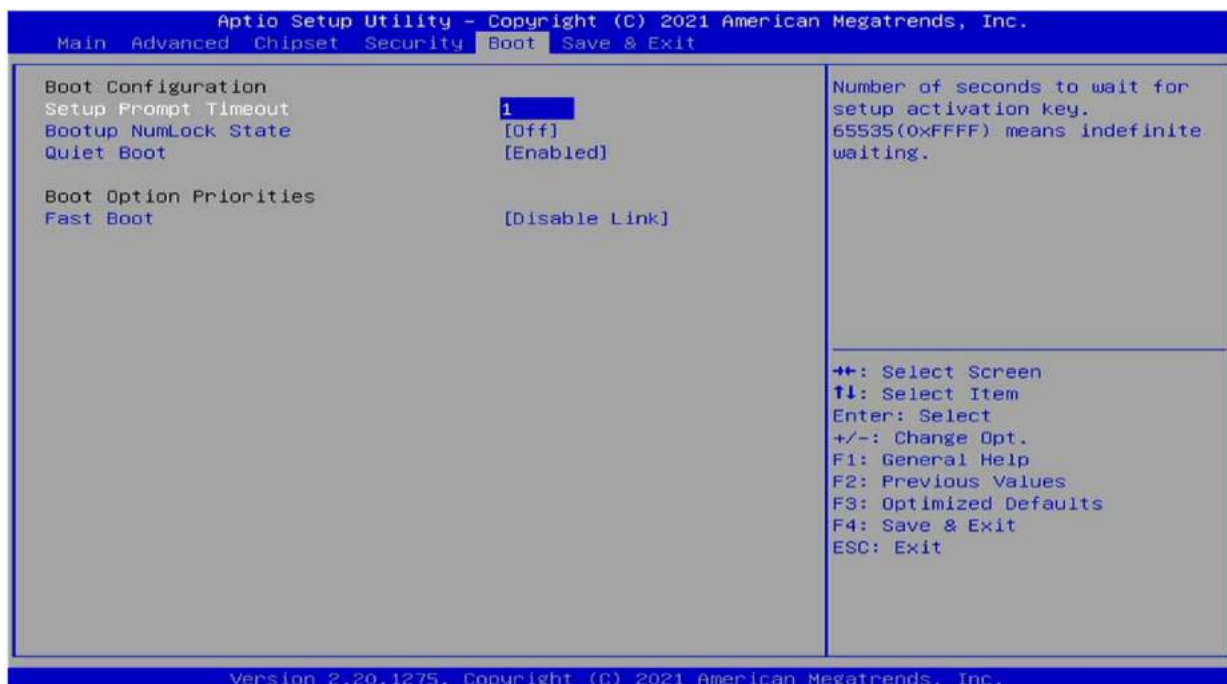 Aptio Setup Utility – Copyright (C) 2021 American Megatrends, Inc.
Main Advanced Chipset Security Boot Save & Exit
Boot Configuration
Setup Prompt Timeout 1
Bootup NumLock State [Off]
Quiet Boot [Enabled]
Boot Option Priorities
Fast Boot [Disable Link]
Number of seconds to wait for
setup activation key.
65535(0xFFFF) means indefinite
waiting.
→←: Select Screen
↑↓: Select Item
Enter: Select
+/-: Change Opt.
F1: General Help
F2: Previous Values
F3: Optimized Defaults
F4: Save & Exit
ESC: Exit
Version 2.20.1275. Copyright (C) 2021 American Megatrends, Inc.